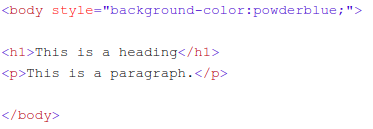 <body style="background-color:powderblue;">
<h1>This is a heading</h1>
<p>This is a paragraph.</p>
</body>